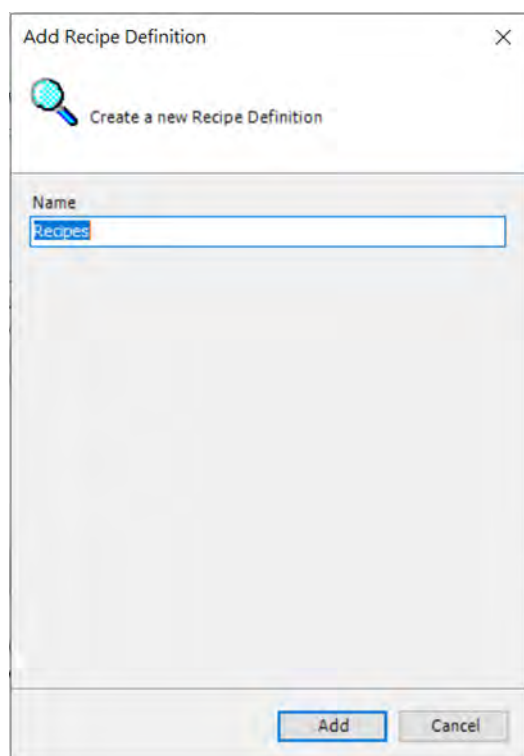 Add Recipe Definition
Create a new Recipe Definition
Name
Recipes
Add Cancel